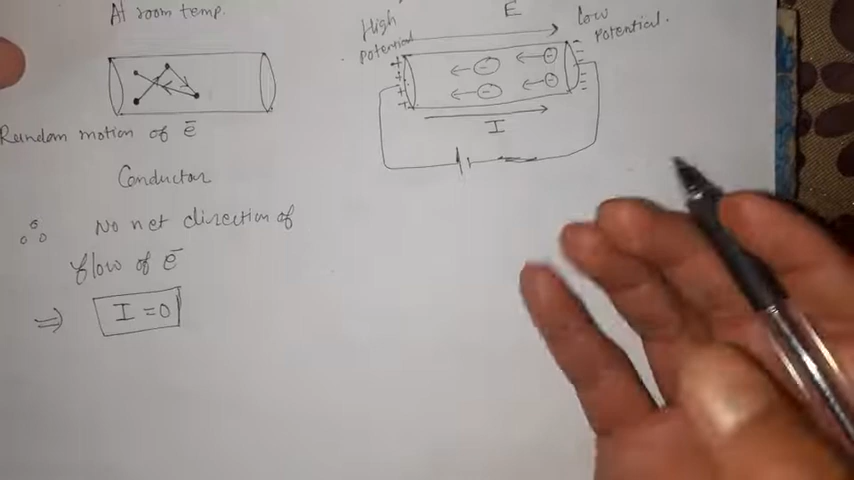 At room temp.
Random motion of e̅
Conductor
∴ No net direction of
flow of e̅
⇒ I = 0
E
High
Potential
Low
Potential.
+
+
+
+
-
-
-
-
I